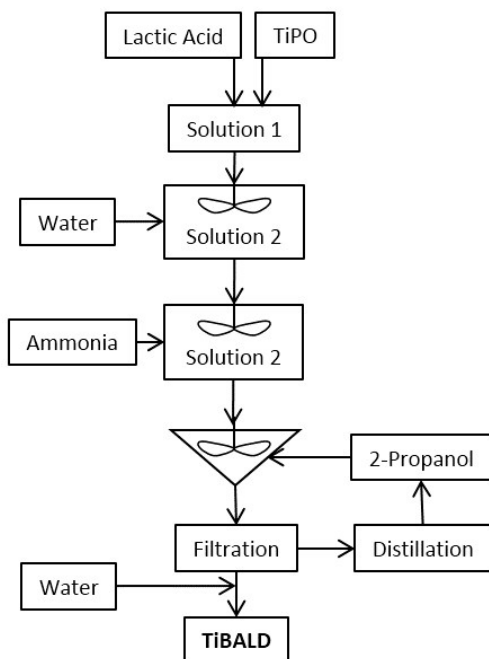 Lactic Acid
TiPO
Solution 1
Water
Solution 2
Ammonia
Solution 2
2-Propanol
Filtration
Distillation
Water
TiBALD